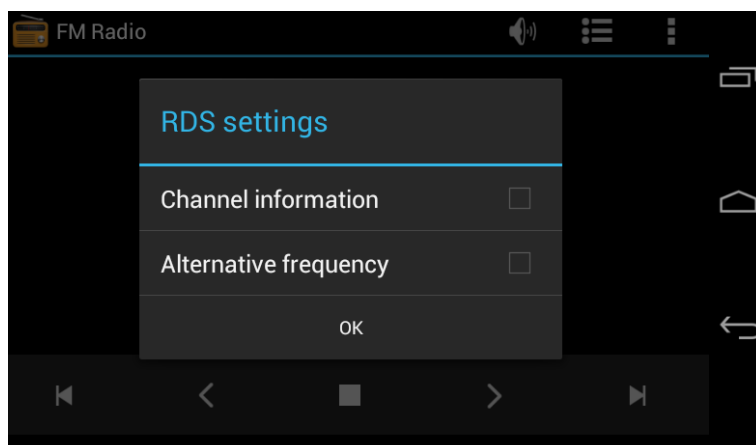 FM Radio
RDS settings
Channel information
Alternative frequency
OK